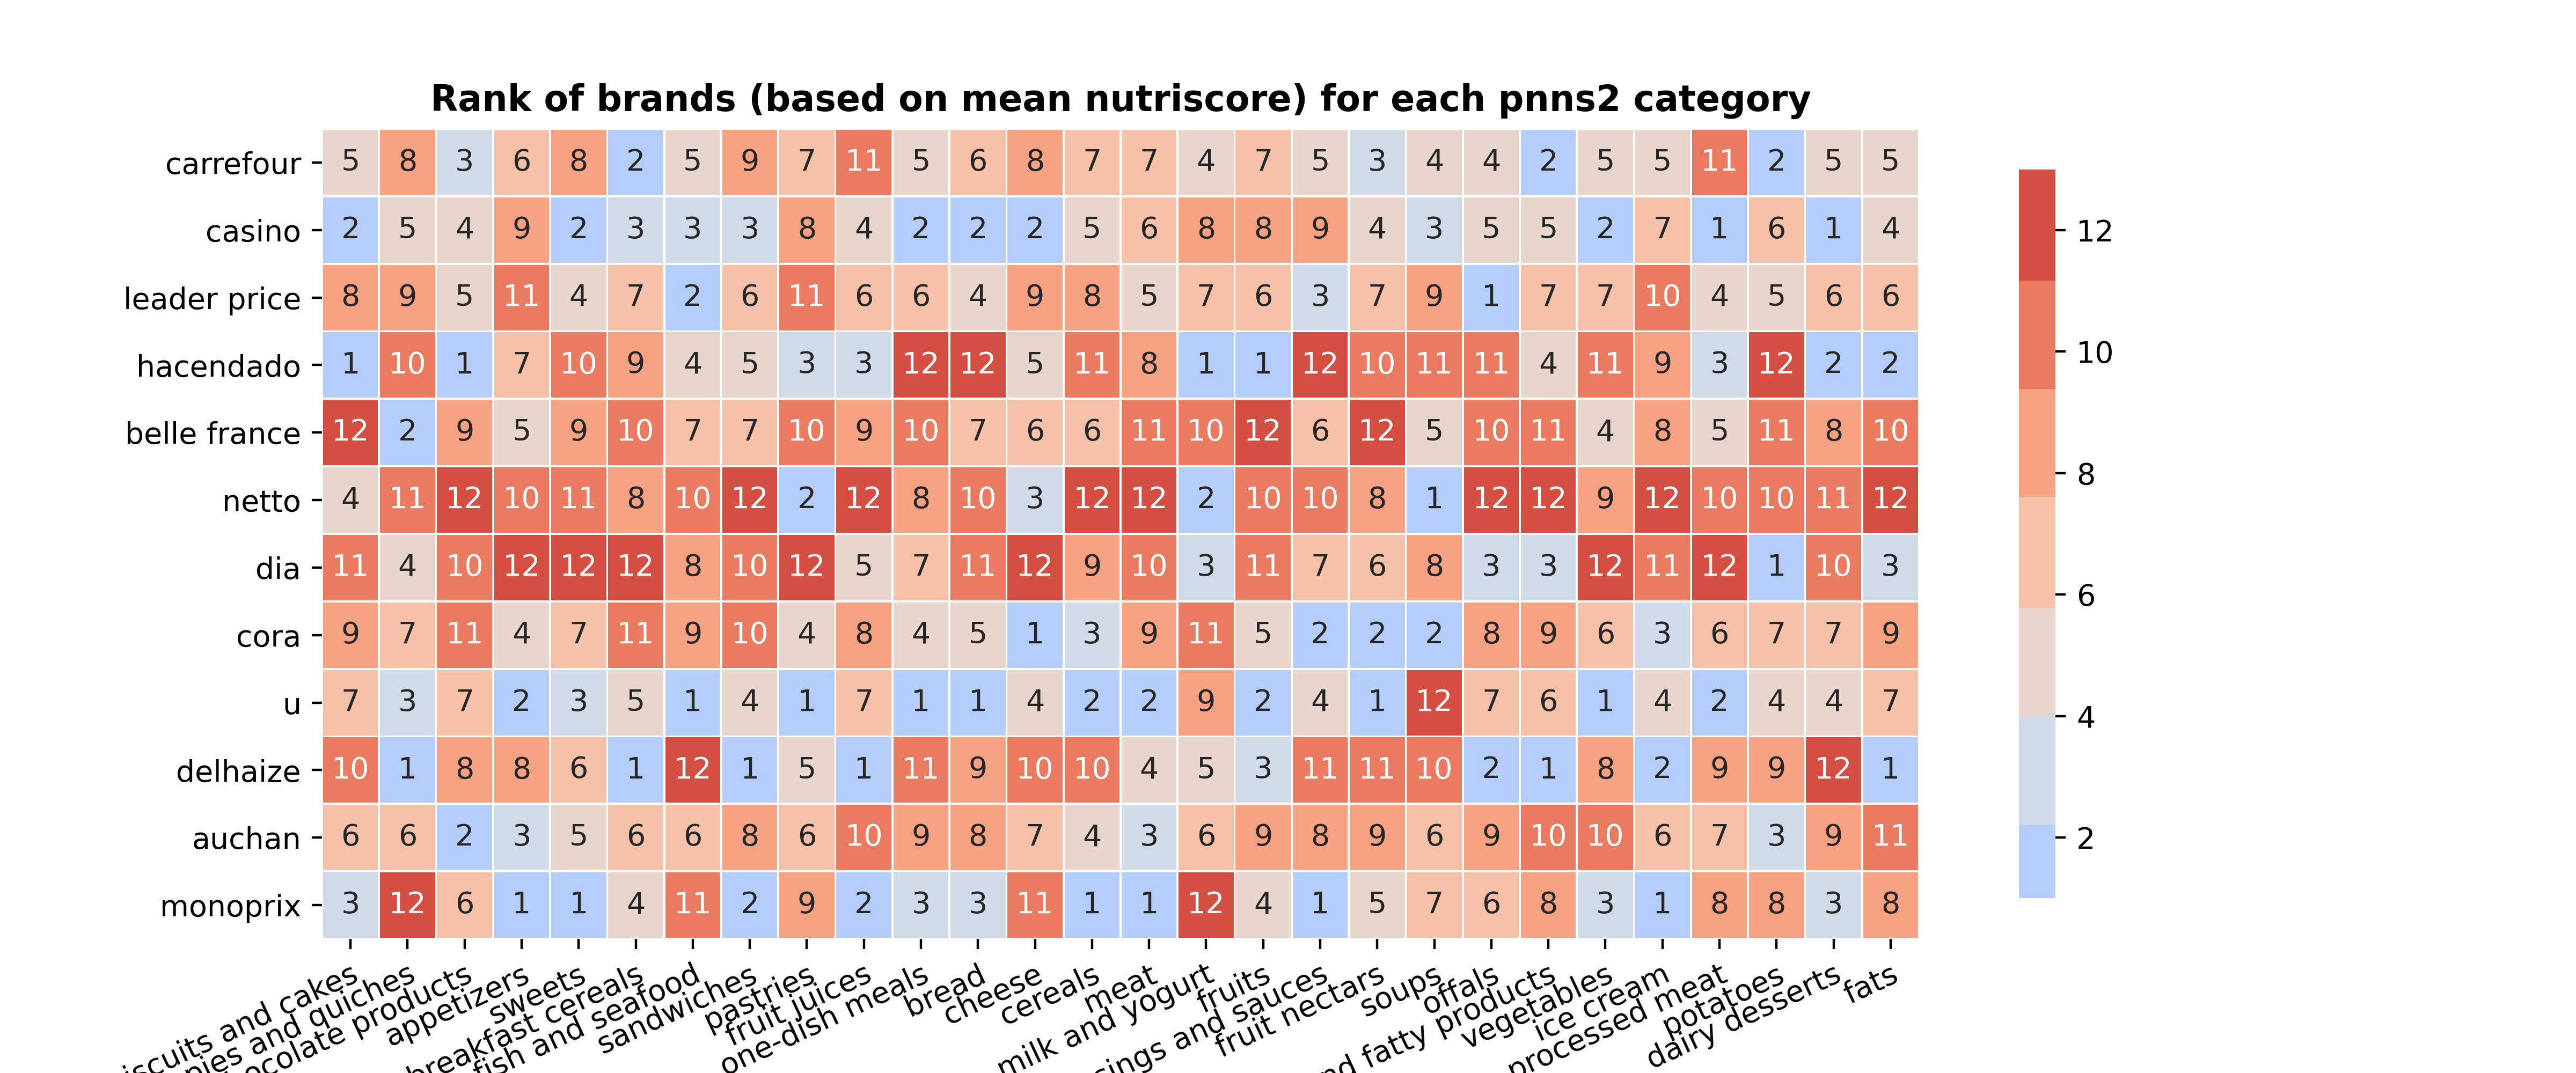 Rank of brands (based on mean nutriscore) for each pnns2 category
carrefour 5 8 3 6 8 2 5 9 7 11 5 6 8 7 7 4 7 5 3 4 4 2 5 5 11 2 5 5
casino 2 5 4 9 2 3 3 3 8 4 2 2 2 5 6 8 8 9 4 3 5 5 2 7 1 6 1 4
leader price 8 9 5 11 4 7 2 6 11 6 6 4 9 8 5 7 6 3 7 9 1 7 7 10 4 5 6 6
hacendado 1 10 1 7 10 9 4 5 3 3 12 12 5 11 8 1 1 12 10 11 11 4 11 9 3 12 2 2
belle france 12 2 9 5 9 10 7 7 10 9 10 7 6 6 11 10 12 6 12 5 10 11 4 8 5 11 8 10
netto 4 11 12 10 11 8 10 12 2 12 8 10 3 12 12 2 10 10 8 1 12 12 9 12 10 10 11 12
dia 11 4 10 12 12 12 8 10 12 5 7 11 12 9 10 3 11 7 6 8 3 3 12 11 12 1 10 3
cora 9 7 11 4 7 11 9 10 4 8 4 5 1 3 9 11 5 2 2 2 8 9 6 3 6 7 7 9
u 7 3 7 2 3 5 1 4 1 7 1 1 4 2 2 9 2 4 1 12 7 6 1 4 2 4 4 7
delhaize 10 1 8 8 6 1 12 1 5 1 11 9 10 10 4 5 3 11 11 10 2 1 8 2 9 9 12 1
auchan 6 6 2 3 5 6 6 8 6 10 9 8 7 4 3 6 9 8 9 6 9 10 10 6 7 3 9 11
monoprix 3 12 6 1 1 4 11 2 9 2 3 3 11 1 1 12 4 1 5 7 6 8 3 1 8 8 3 8
iscuits and cakes
pies and quiches
ocolate products
appetizers
sweets
breakfast cereals
fish and seafood
sandwiches
pastries
fruit juices
one-dish meals
bread
cheese
cereals
meat
milk and yogurt
fruits
sings and sauces
fruit nectars
soups
offals
nd fatty products
vegetables
ice cream
processed meat
potatoes
dairy desserts
fats
12
10
8
6
4
2